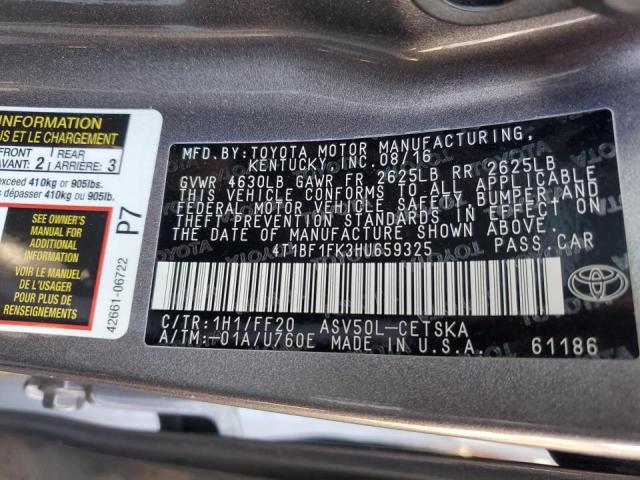 INFORMATION
US ET LE CHARGEMENT
FRONT
AVANT: 2
REAR
ARRIÈRE: 3
exceed 410kg or 905lbs.
s dépasser 410kg ou 905lb.
SEE OWNER'S
MANUAL FOR
ADDITIONAL
INFORMATION
VOIR LE MANUEL
DE L'USAGER
POUR PLUS DE
RENSEIGNEMENTS
P7
42661-06722
MFD.BY: TOYOTA MOTOR MANUFACTURING,
KENTUCKY, INC. 08/16
GVWR 4630LB GAWR FR 2625LB RR 2625LB
THIS VEHICLE CONFORMS TO ALL APPLICABLE
FEDERAL MOTOR VEHICLE SAFETY, BUMPER, AND
THEFT PREVENTION STANDARDS IN EFFECT ON
THE DATE OF MANUFACTURE SHOWN ABOVE.
4T1BF1FK3HU659325 PASS.CAR
C/TR: 1H1/FF20 ASV50L-CETSKA
A/TM: -01A/U760E MADE IN U.S.A. 61186
TOYOTA